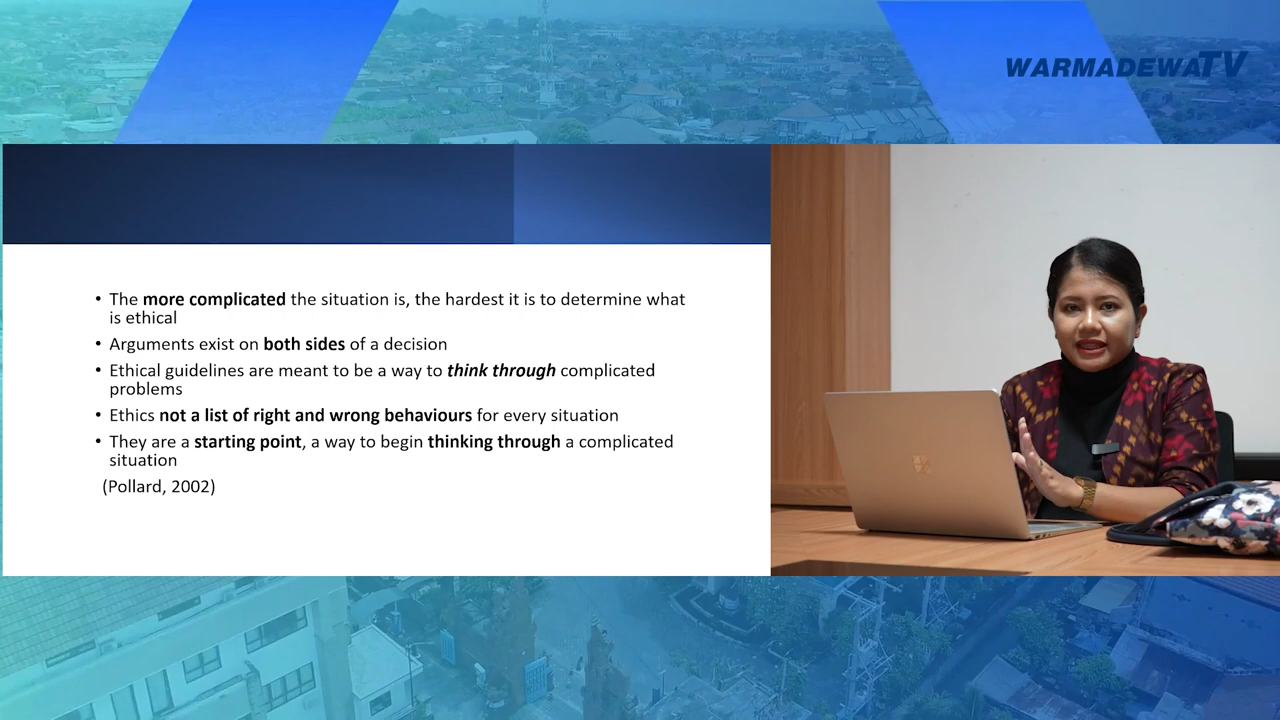 WARMADEWATV
• The more complicated the situation is, the hardest it is to determine what
is ethical
• Arguments exist on both sides of a decision
• Ethical guidelines are meant to be a way to think through complicated
problems
• Ethics not a list of right and wrong behaviours for every situation
• They are a starting point, a way to begin thinking through a complicated
situation
(Pollard, 2002)